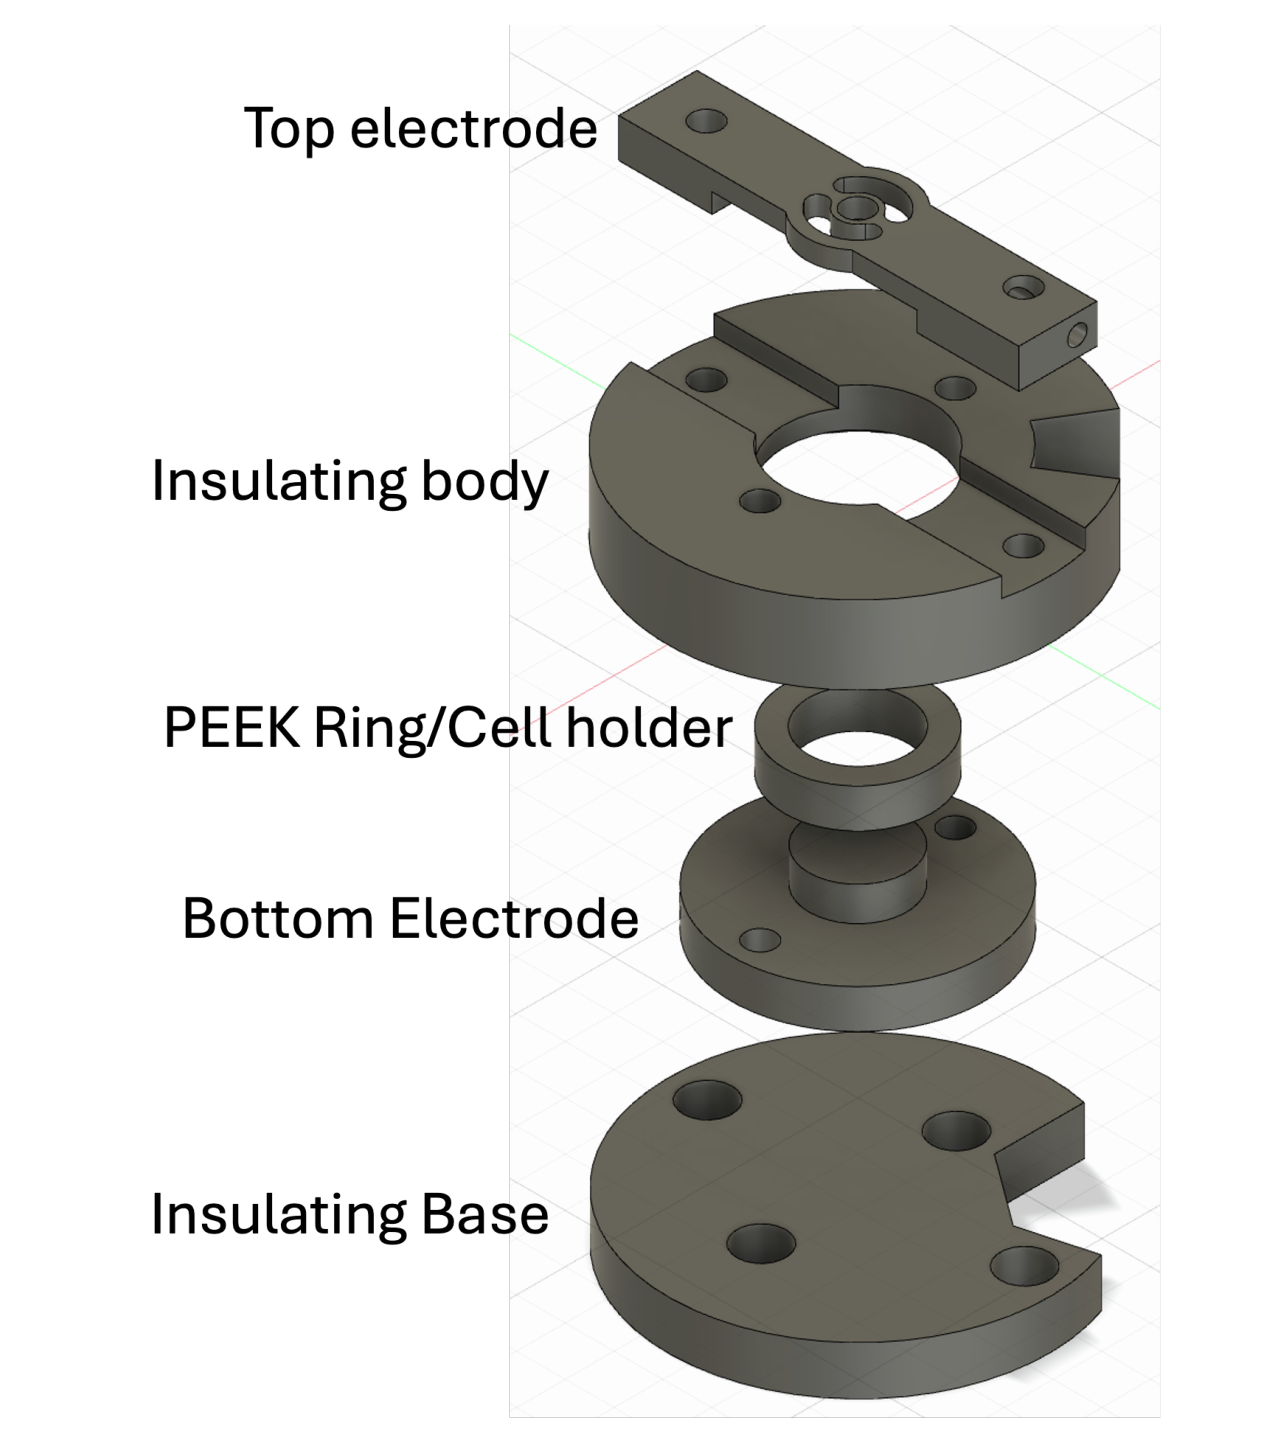 Top electrode
Insulating body
PEEK Ring/Cell holder
Bottom Electrode
Insulating Base